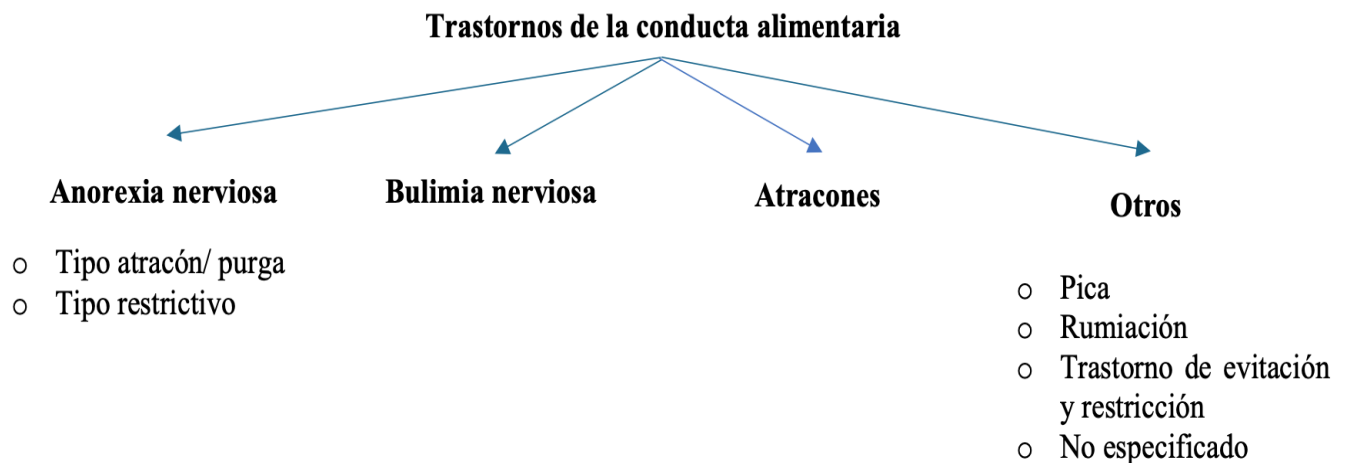 Trastornos de la conducta alimentaria
Anorexia nerviosa
Tipo atracón/ purga
Tipo restrictivo
Bulimia nerviosa
Atracones
Otros
Pica
Rumiación
Trastorno de evitación
y restricción
No especificado